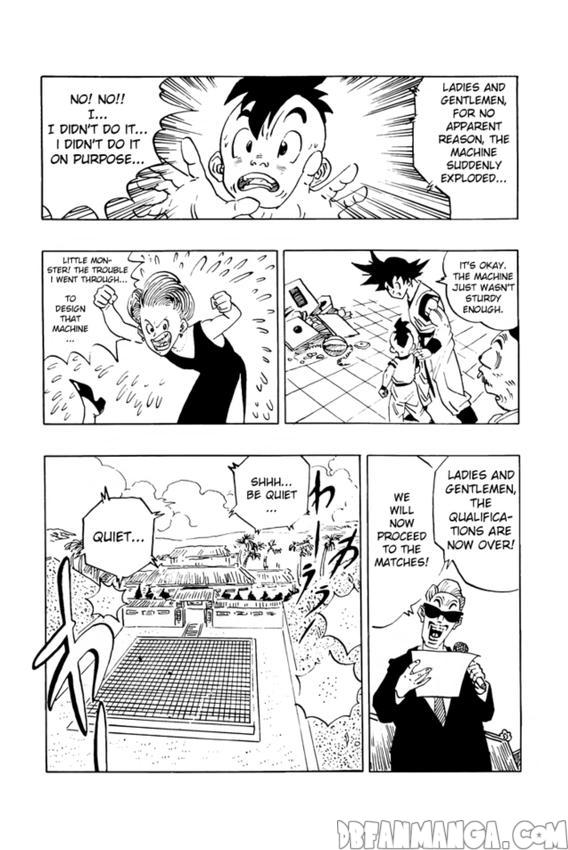 NO! NO!!
I...
I DIDN'T DO IT...
I DIDN'T DO IT
ON PURPOSE...
LADIES AND
GENTLEMEN,
FOR NO
APPARENT
REASON, THE
MACHINE
SUDDENLY
EXPLODED...
LITTLE MON-
STER! THE TROUBLE
I WENT THROUGH...
TO
DESIGN
THAT
MACHINE
...
IT'S OKAY.
THE MACHINE
JUST WASN'T
STURDY
ENOUGH.
QUIET...
SHHH...
BE QUIET
...
わーわーっ
わ
LADIES AND
GENTLEMEN,
THE
QUALIFICA-
TIONS ARE
NOW OVER!
WE
WILL
NOW
PROCEED
TO THE
MATCHES!
DBFANMANGA.COM